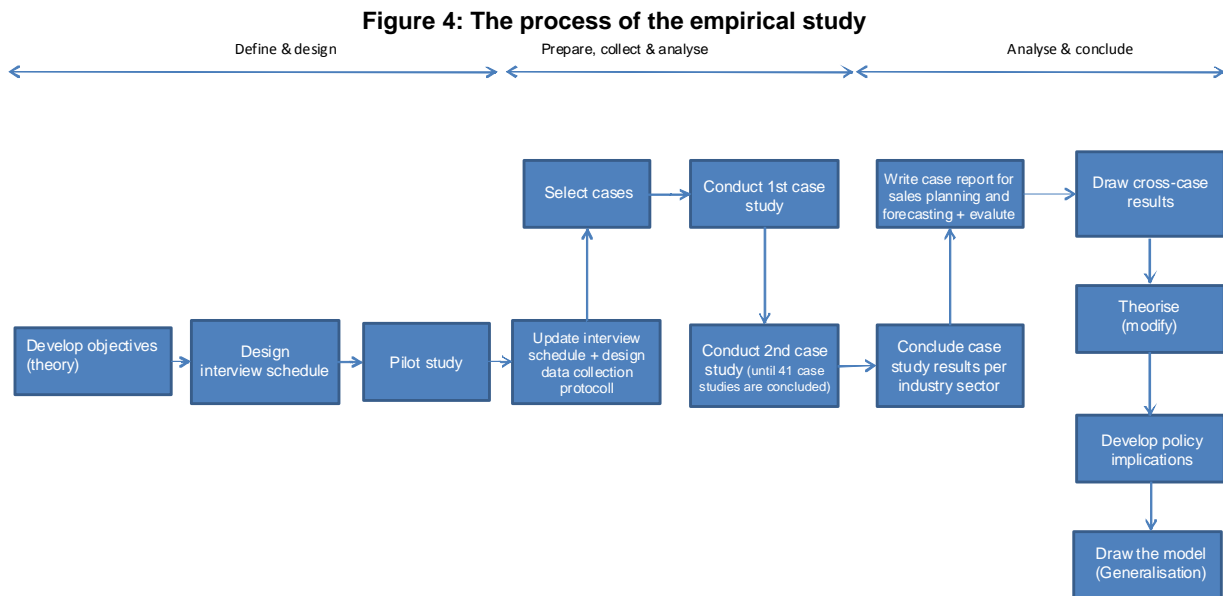 Figure 4: The process of the empirical study
Define & design
Prepare, collect & analyse
Analyse & conclude
Select cases
Conduct 1st case
study
Write case report for
sales planning and
forecasting + evalute
Draw cross-case
results
Theorise
(modify)
Develop objectives
(theory)
Design
interview schedule
Pilot study
Update interview
schedule + design
data collection
protocoll
Conduct 2nd case
study (until 41 case
studies are concluded)
Conclude case
study results per
industry sector
Develop policy
implications
Draw the model
(Generalisation)